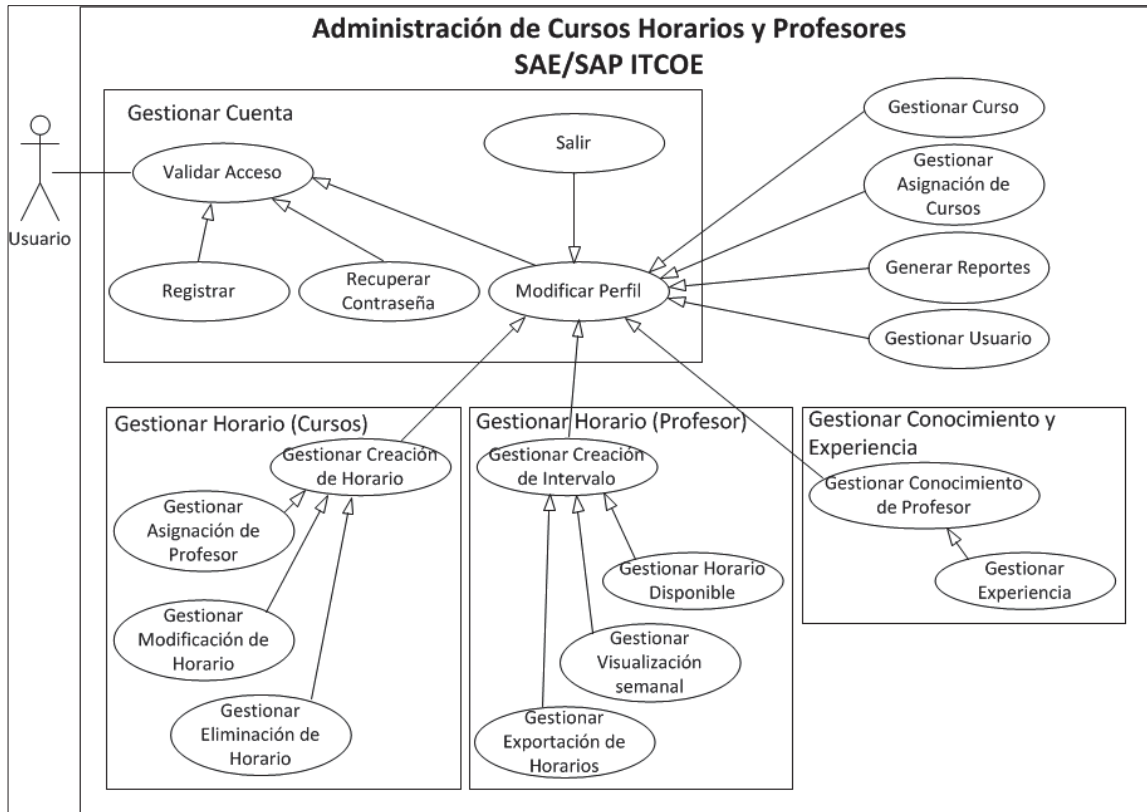 Administración de Cursos Horarios y Profesores
SAE/SAP ITCOE
Usuario
Gestionar Cuenta
Validar Acceso
Salir
Registrar
Recuperar
Contraseña
Modificar Perfil
Gestionar Curso
Gestionar
Asignación de
Cursos
Generar Reportes
Gestionar Usuario
Gestionar Horario (Cursos)
Gestionar Creación
de Horario
Gestionar
Asignación de
Profesor
Gestionar
Modificación de
Horario
Gestionar
Eliminación de
Horario
Gestionar Horario (Profesor)
Gestionar Creación
de Intervalo
Gestionar Horario
Disponible
Gestionar
Visualización
semanal
Gestionar
Exportación de
Horarios
Gestionar Conocimiento y
Experiencia
Gestionar Conocimiento
de Profesor
Gestionar
Experiencia